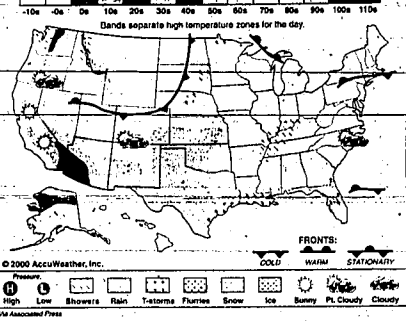 -10s -0s 0s 10s 20s 30s 40s 50s 60s 70s 80s 90s 100s 110s
Bands separate high temperature zones for the day.
FRONTS:
COLD WARM STATIONARY
© 2000 AccuWeather, Inc.
Pressure
H L
High Low Showers Rain T-storms Flurries Snow Ice Sunny Pt. Cloudy Cloudy
Via Associated Press